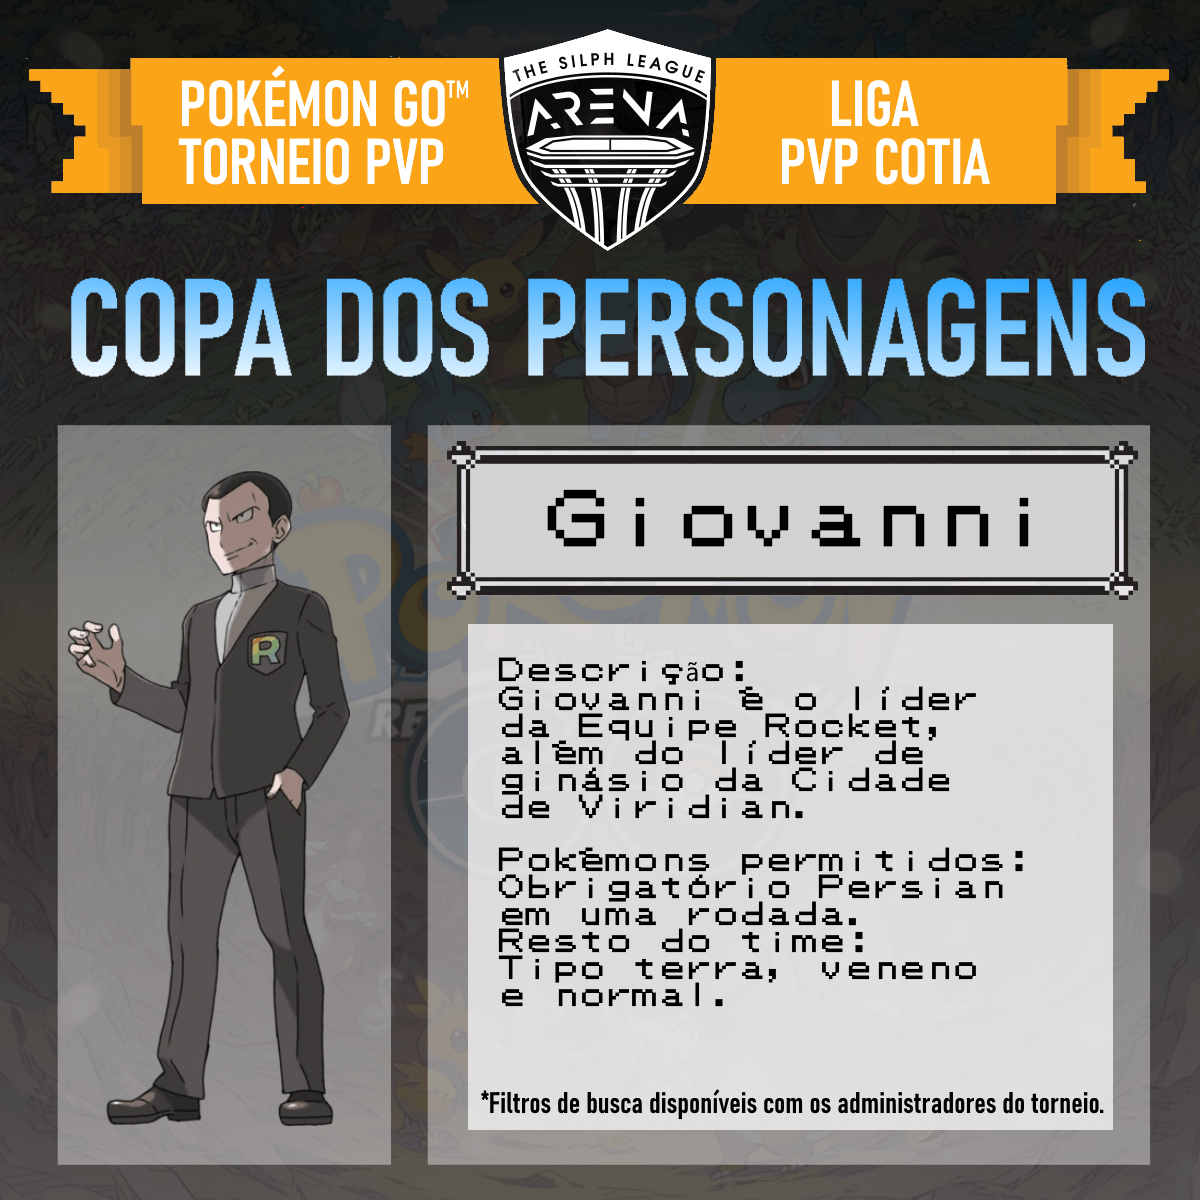 POKÉMON GO™
TORNEIO PVP
THE SILPH LEAGUE
ARENA
LIGA
PVP COTIA
COPA DOS PERSONAGENS
R
Giovanni
Descrição:
Giovanni é o líder
da Equipe Rocket,
além do líder de
ginásio da Cidade
de Viridian.
Pokémons permitidos:
Obrigatório Persian
em uma rodada.
Resto do time:
Tipo terra, veneno
e normal.
*Filtros de busca disponíveis com os administradores do torneio.
POKÉMON